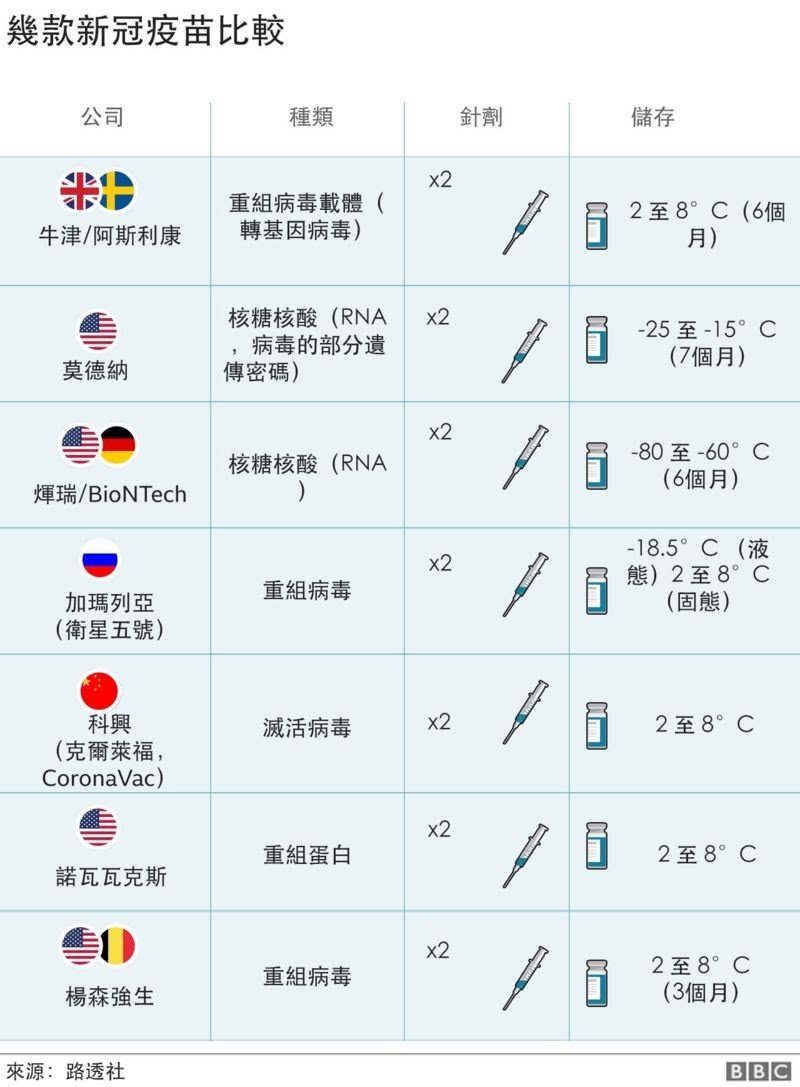 幾款新冠疫苗比較
公司 種類 針劑 儲存
牛津/阿斯利康
重組病毒載體（
轉基因病毒）
x2
2 至 8° C（6個
月）
莫德納
核糖核酸（RNA
，病毒的部分遺
傳密碼）
x2
-25 至 -15° C
（7個月）
煇瑞/BioNTech
核糖核酸（RNA
）
x2
-80 至 -60° C
（6個月）
加瑪列亞
（衛星五號）
重組病毒
x2
-18.5° C （液
態）2 至 8° C
（固態）
科興
（克爾萊福，
CoronaVac）
滅活病毒
x2
2 至 8° C
諾瓦瓦克斯
重組蛋白
x2
2 至 8° C
楊森強生
重組病毒
x2
2 至 8° C
（3個月）
來源：路透社
BBC